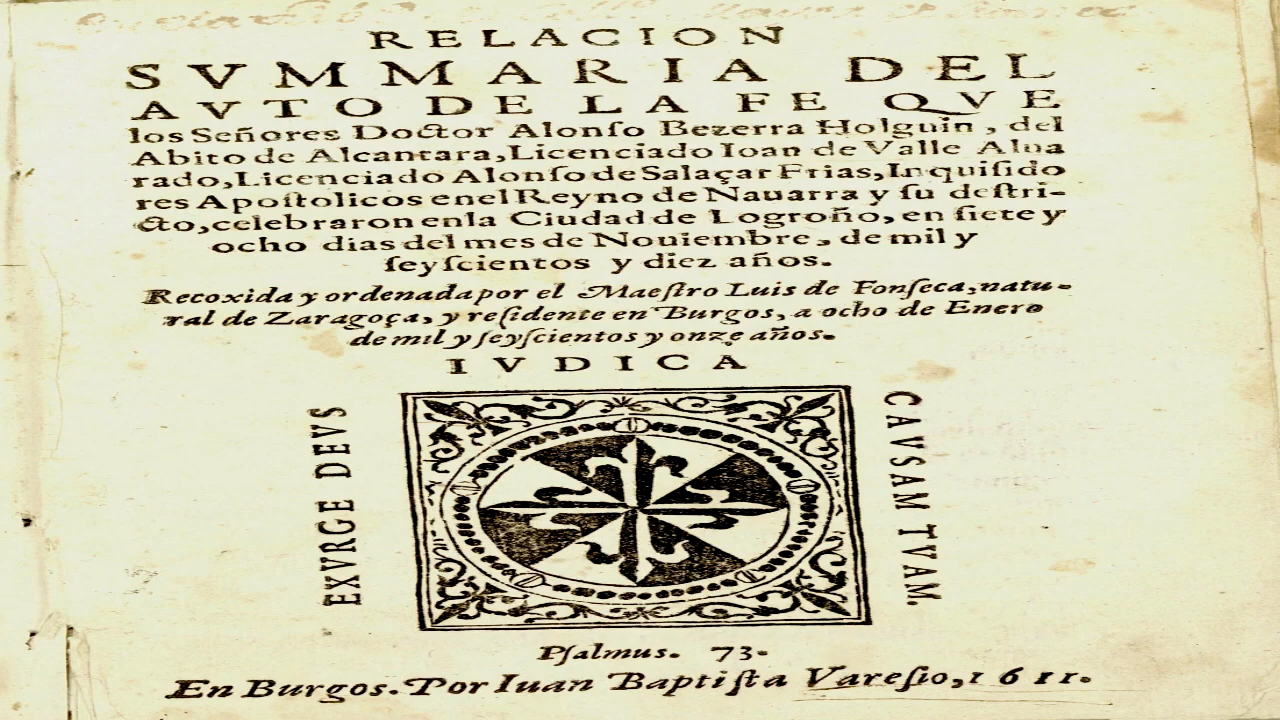 RELACION
SVMMARIA DEL
AVTO DE LA FE QVE
los Señores Doctor Alonſo Bezerra Holguin, del
Abito de Alcantara, Licenciado Ioan de Valle Alua
rado, Licenciado Alonſo de Salaçar Frias, Inquiſido
res Apoſtolicos enel Reyno de Nauarra y ſu deſtri-
cto, celebraron enla Ciudad de Logroño, en ſiete y
ocho dias del mes de Nouiembre, de mil y
ſeyſcientos y diez años.
Recoxida y ordenada por el Maeſtro Luis de Fonſeca, natu-
ral de Zaragoça, y reſidente en Burgos, a ocho de Enero
de mil y ſeyſcientos y onze años.
IVDICA
EXVRGE DEVS
CAVSAM TVAM.
Pſalmus. 73.
En Burgos. Por Iuan Baptiſta Vareſio, 1611.